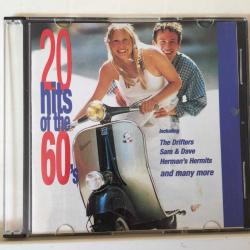 20
hits
of the
60's
including
The Drifters
Sam & Dave
Herman's Hermits
and many more